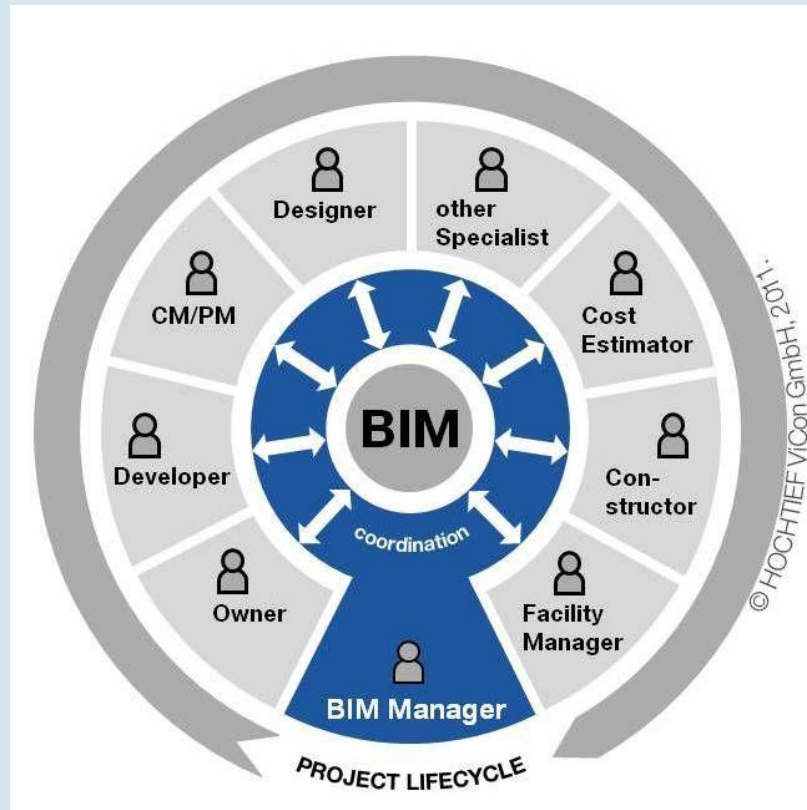 Designer
other
Specialist
CM/PM
Cost
Estimator
BIM
Developer
Con-
structor
coordination
Owner
Facility
Manager
BIM Manager
PROJECT LIFECYCLE
© HOCHTIEF ViCon GmbH, 2011.